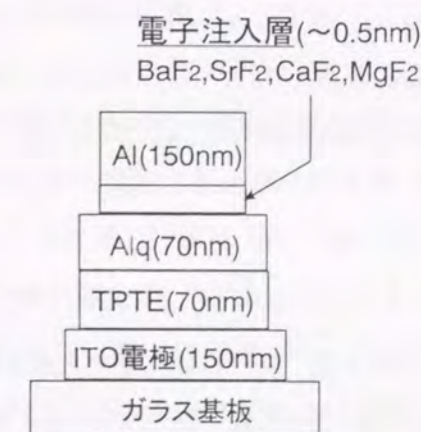 電子注入層(～0.5nm)
BaF2,SrF2,CaF2,MgF2
Al(150nm)
Alq(70nm)
TPTE(70nm)
ITO電極(150nm)
ガラス基板